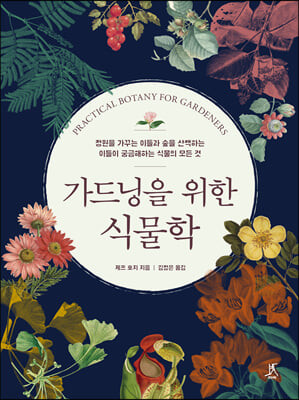 PRACTICAL BOTANY FOR GARDENERS
정원을 가꾸는 이들과 숲을 산책하는
이들이 궁금해하는 식물의 모든 것
가드닝을 위한
식물학
제프 호지 지음 | 김정은 옮김